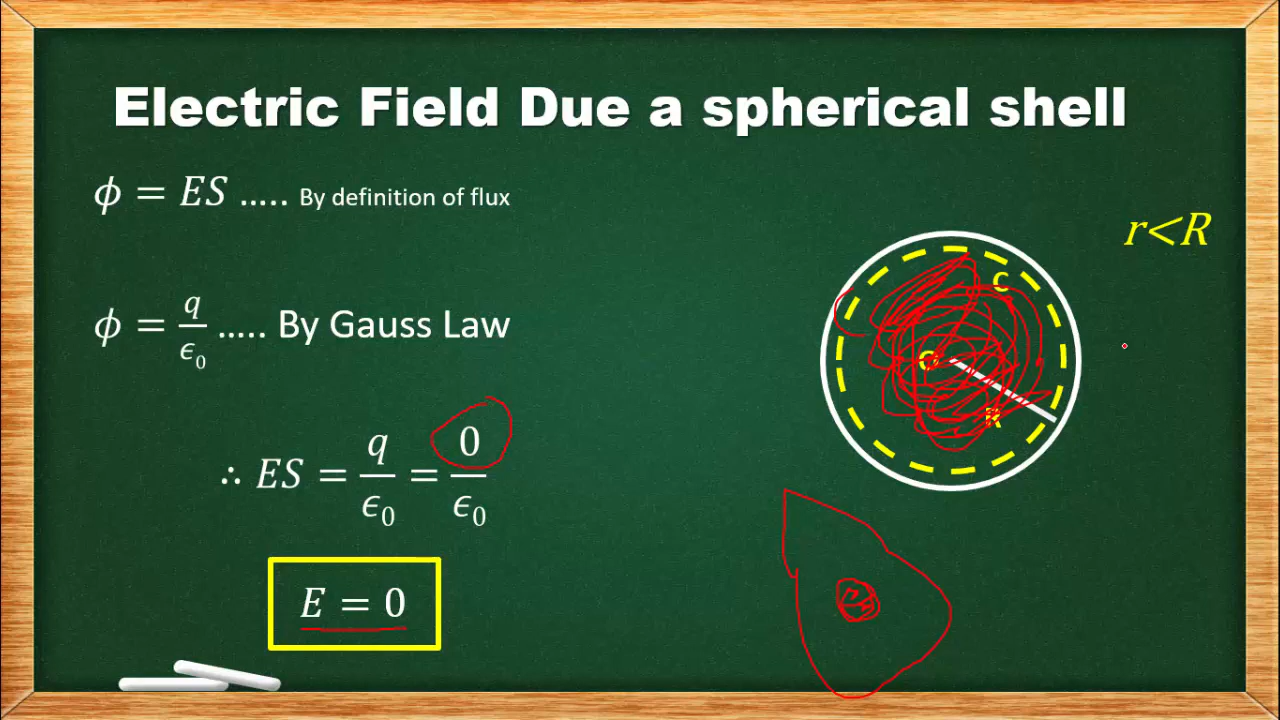 Electric Field Due a spherical shell
ϕ = ES ..... By definition of flux
r<R
C
ϕ = q/ϵ₀ ..... By Gauss Law
R
∴ ES = q/ϵ₀ = 0/ϵ₀
E = 0